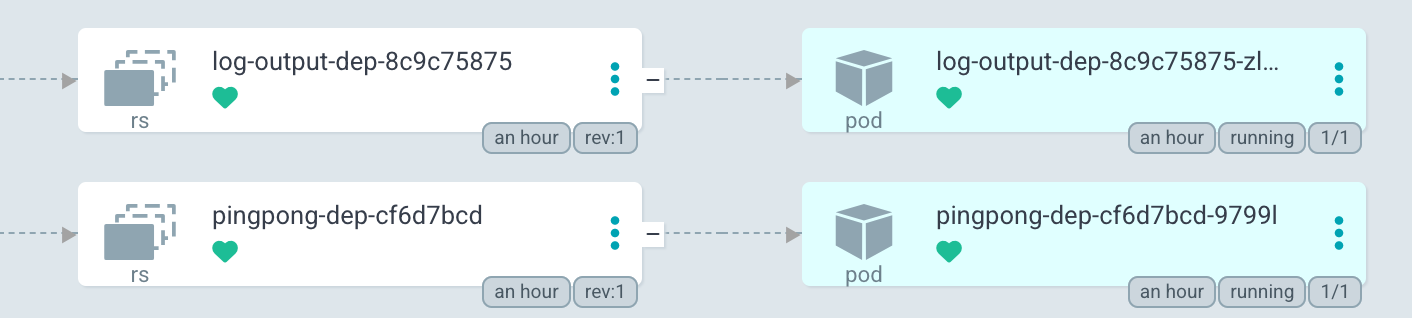 log-output-dep-8c9c75875
rs
an hour rev:1
log-output-dep-8c9c75875-zl...
pod
an hour running 1/1
pingpong-dep-cf6d7bcd
rs
an hour rev:1
pingpong-dep-cf6d7bcd-9799l
pod
an hour running 1/1